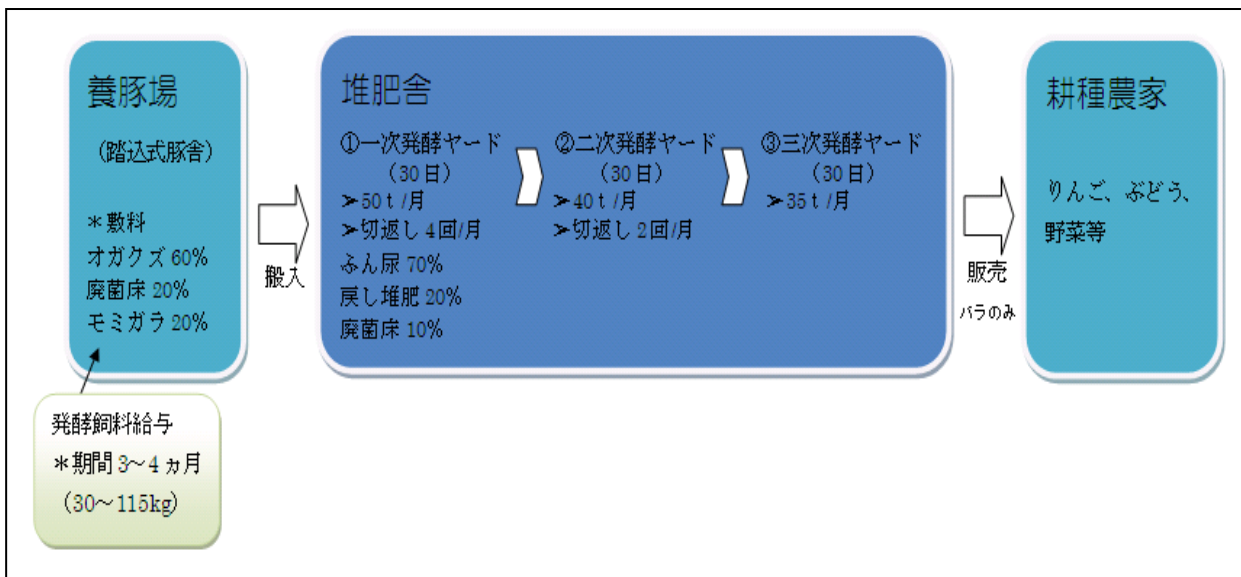 養豚場
（踏込式豚舎）
＊敷料
オガクズ 60%
廃菌床 20%
モミガラ 20%
発酵飼料給与
＊期間 3～4 ヵ月
（30～115kg）
搬入
堆肥舎
①一次発酵ヤード
（30 日）
➢50ｔ/月
➢切返し 4 回/月
ふん尿 70%
戻し堆肥 20%
廃菌床 10%
②二次発酵ヤード
（30 日）
➢40ｔ/月
➢切返し 2 回/月
③三次発酵ヤード
（30 日）
➢35ｔ/月
販売
バラのみ
耕種農家
りんご、ぶどう、
野菜等